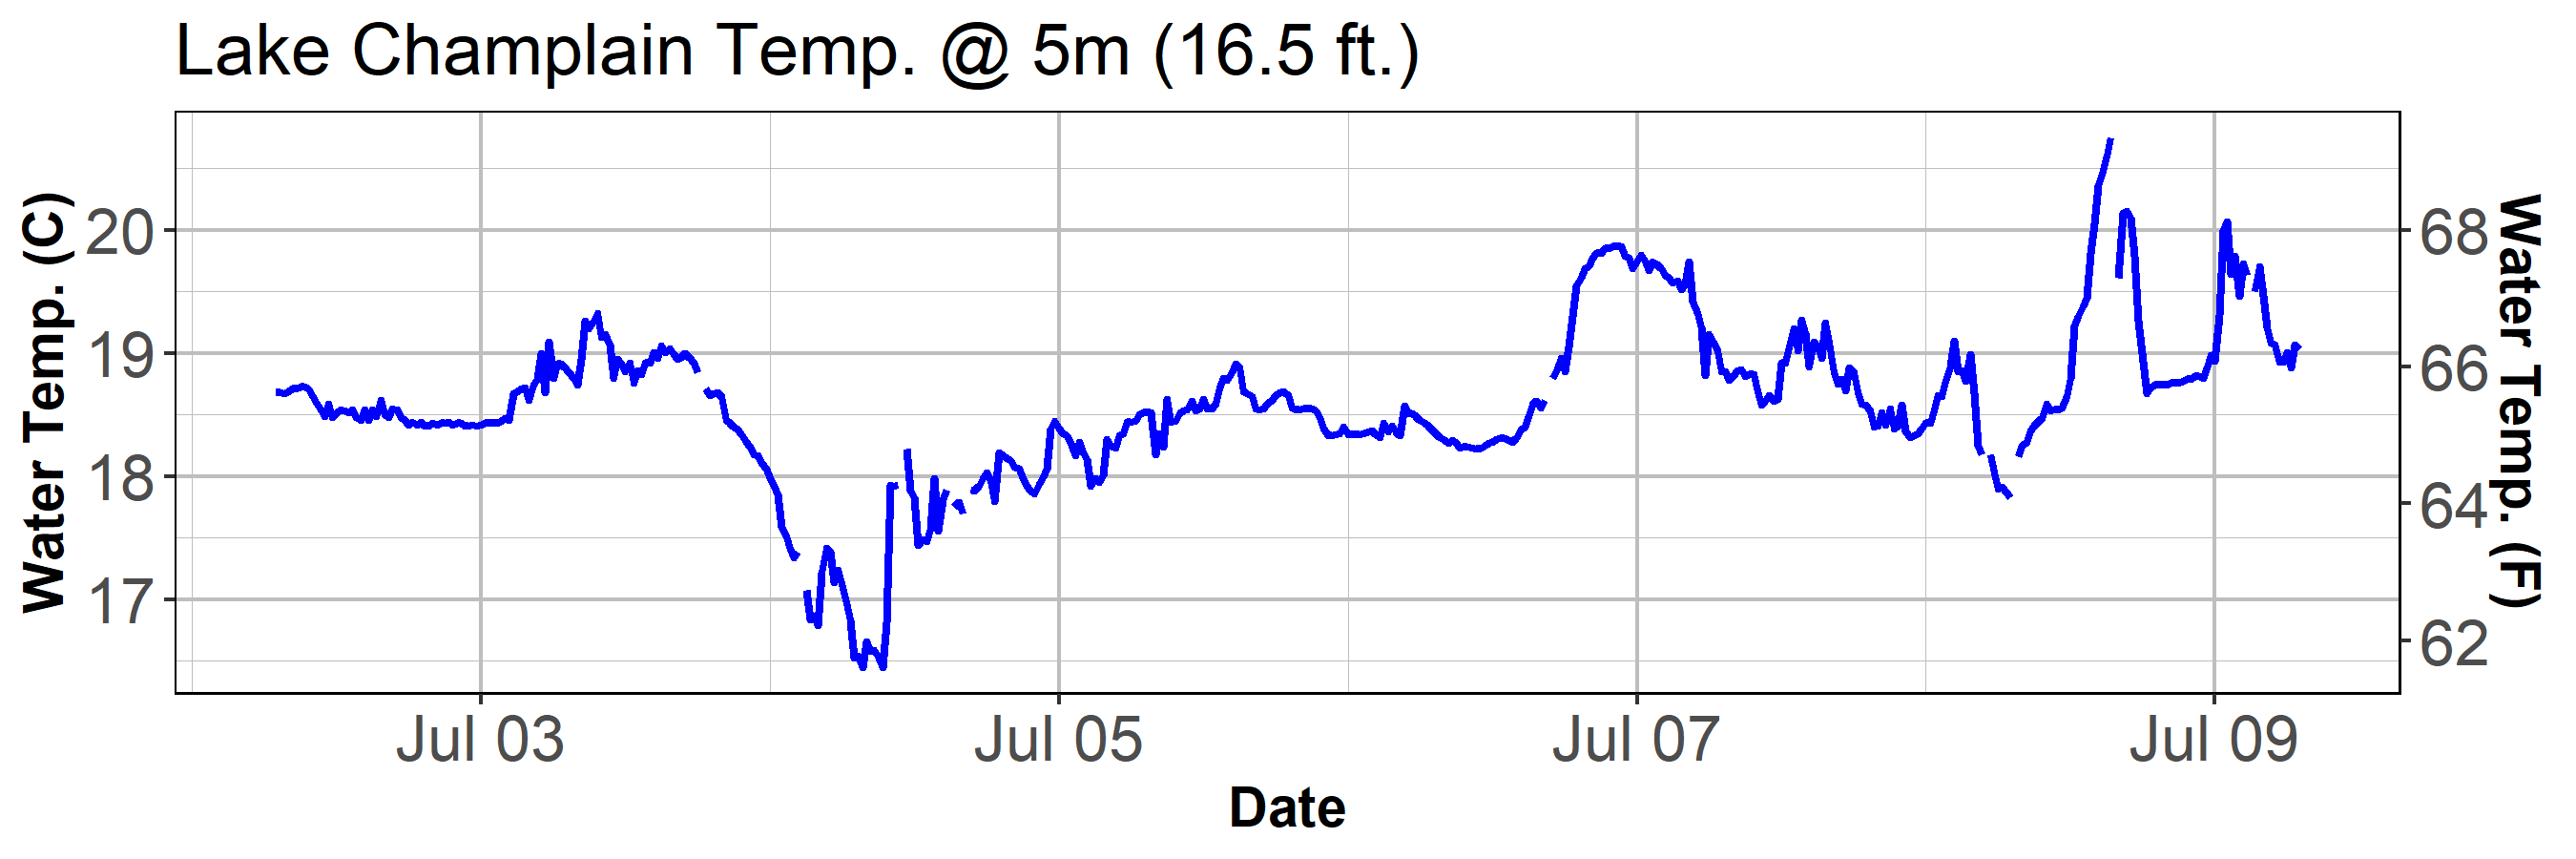 Lake Champlain Temp. @ 5m (16.5 ft.)
Water Temp. (C)
20
19
18
17
68
66
64
62
Water Temp. (F)
Jul 03
Jul 05
Jul 07
Jul 09
Date